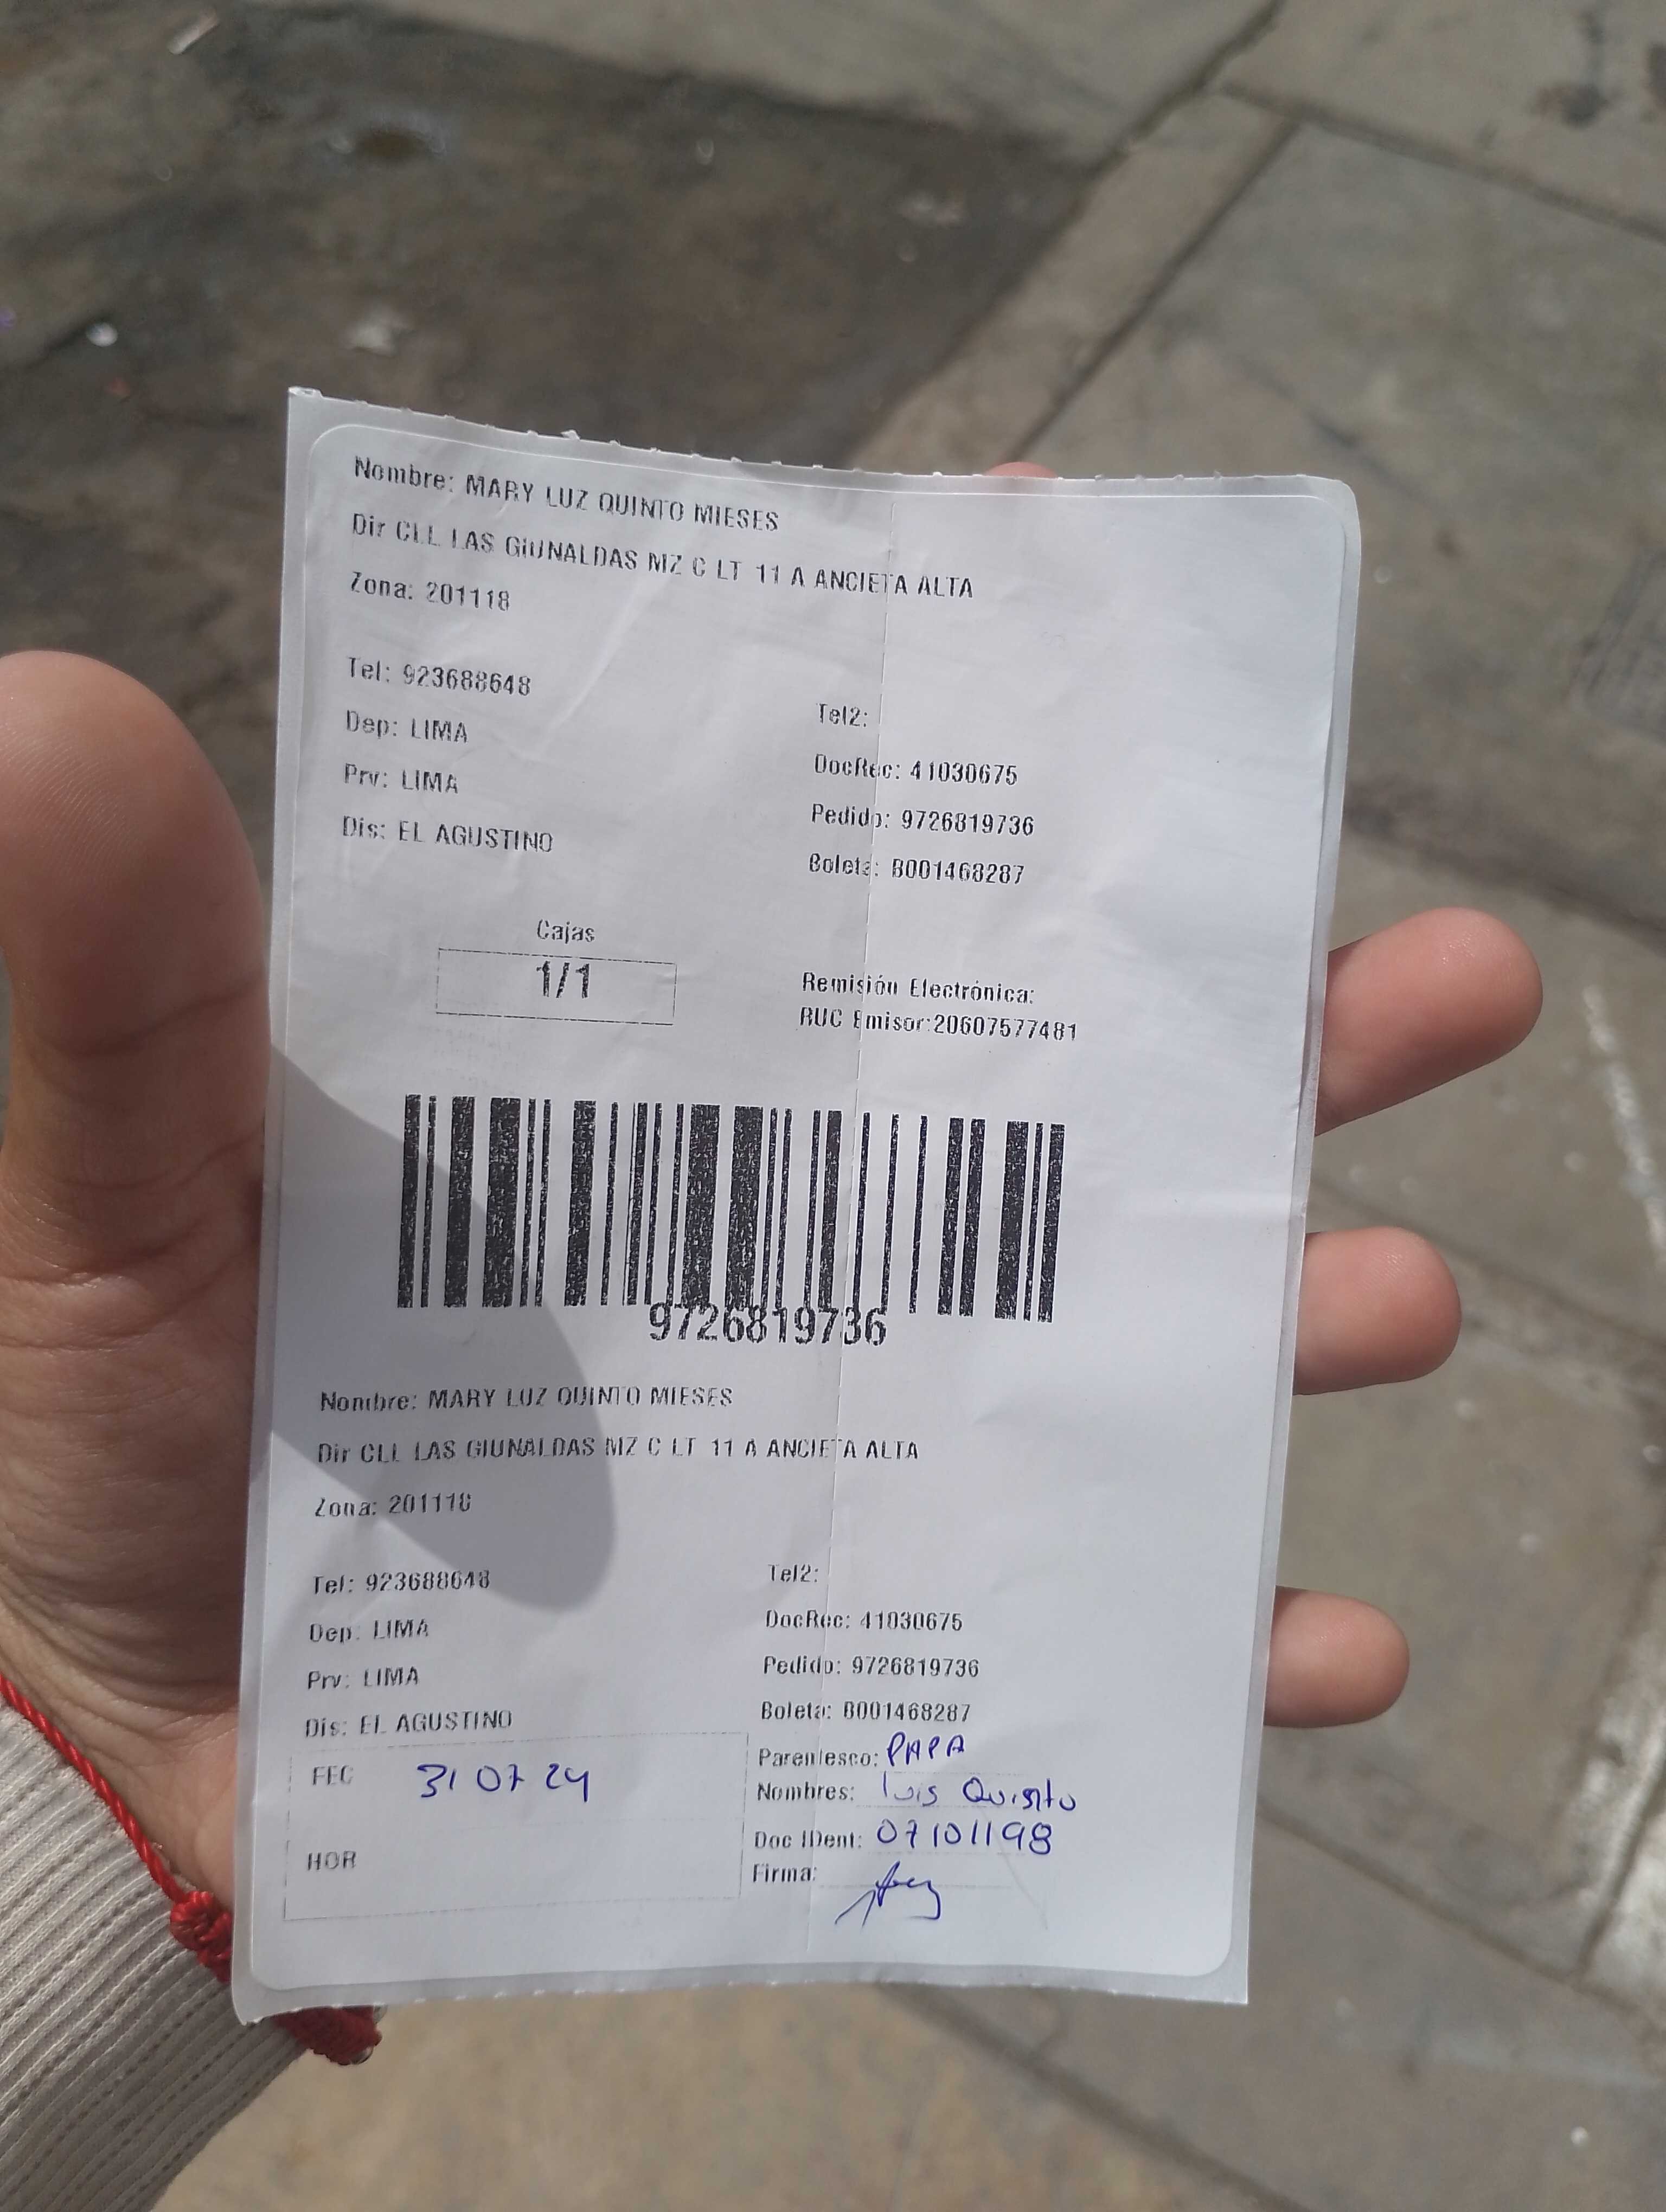 Nombre: MARY LUZ QUINTO MIESES
Dir CLL LAS GIUNALDAS MZ C LT 11 A ANCIETA ALTA
Zona: 201118
Tel: 923688648
Tel2:
Dep: LIMA
DocRec: 41030675
Prv: LIMA
Pedido: 9726819736
Dis: EL AGUSTINO
Boleta: B001468287
Cajas
1/1
Remisión Electrónica:
RUC Emisor:20607577481
9726819736
Nombre: MARY LUZ QUINTO MIESES
Dir CLL LAS GIUNALDAS MZ C LT 11 A ANCIETA ALTA
Zona: 201118
Tel: 923688648
Tel2:
Dep: LIMA
DocRec: 41030675
Prv: LIMA
Pedido: 9726819736
Dis: EL AGUSTINO
Boleta: B001468287
FEC 31 07 24
Parentesco: PAPA
Nombres: luis Quinto
Doc IDent: 07101198
HOR
Firma: